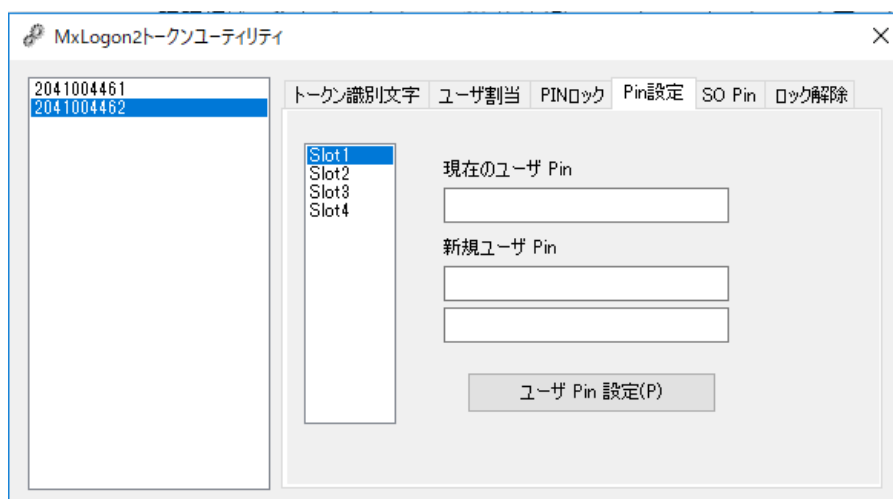 MxLogon2トークンユーティリティ
2041004461
2041004462
トークン識別文字 ユーザ割当 PINロック Pin設定 SO Pin ロック解除
Slot1
Slot2
Slot3
Slot4
現在のユーザ Pin
新規ユーザ Pin
ユーザ Pin 設定(P)